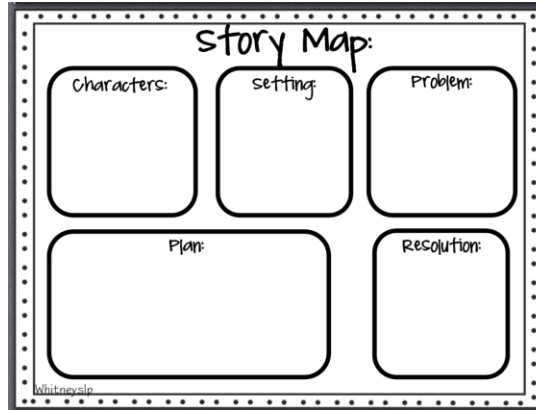 Story Map:
Characters:
Setting:
Problem:
Plan:
Resolution:
Whitneyslp